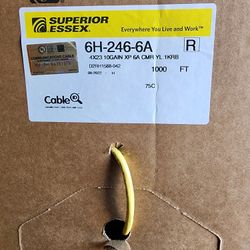 SUPERIOR
ESSEX
Everywhere You Live and Work
6H-246-6A
R
4X23 10GAIN XP 6A CMR YL 1KRB
1000 FT
75C
CableQ